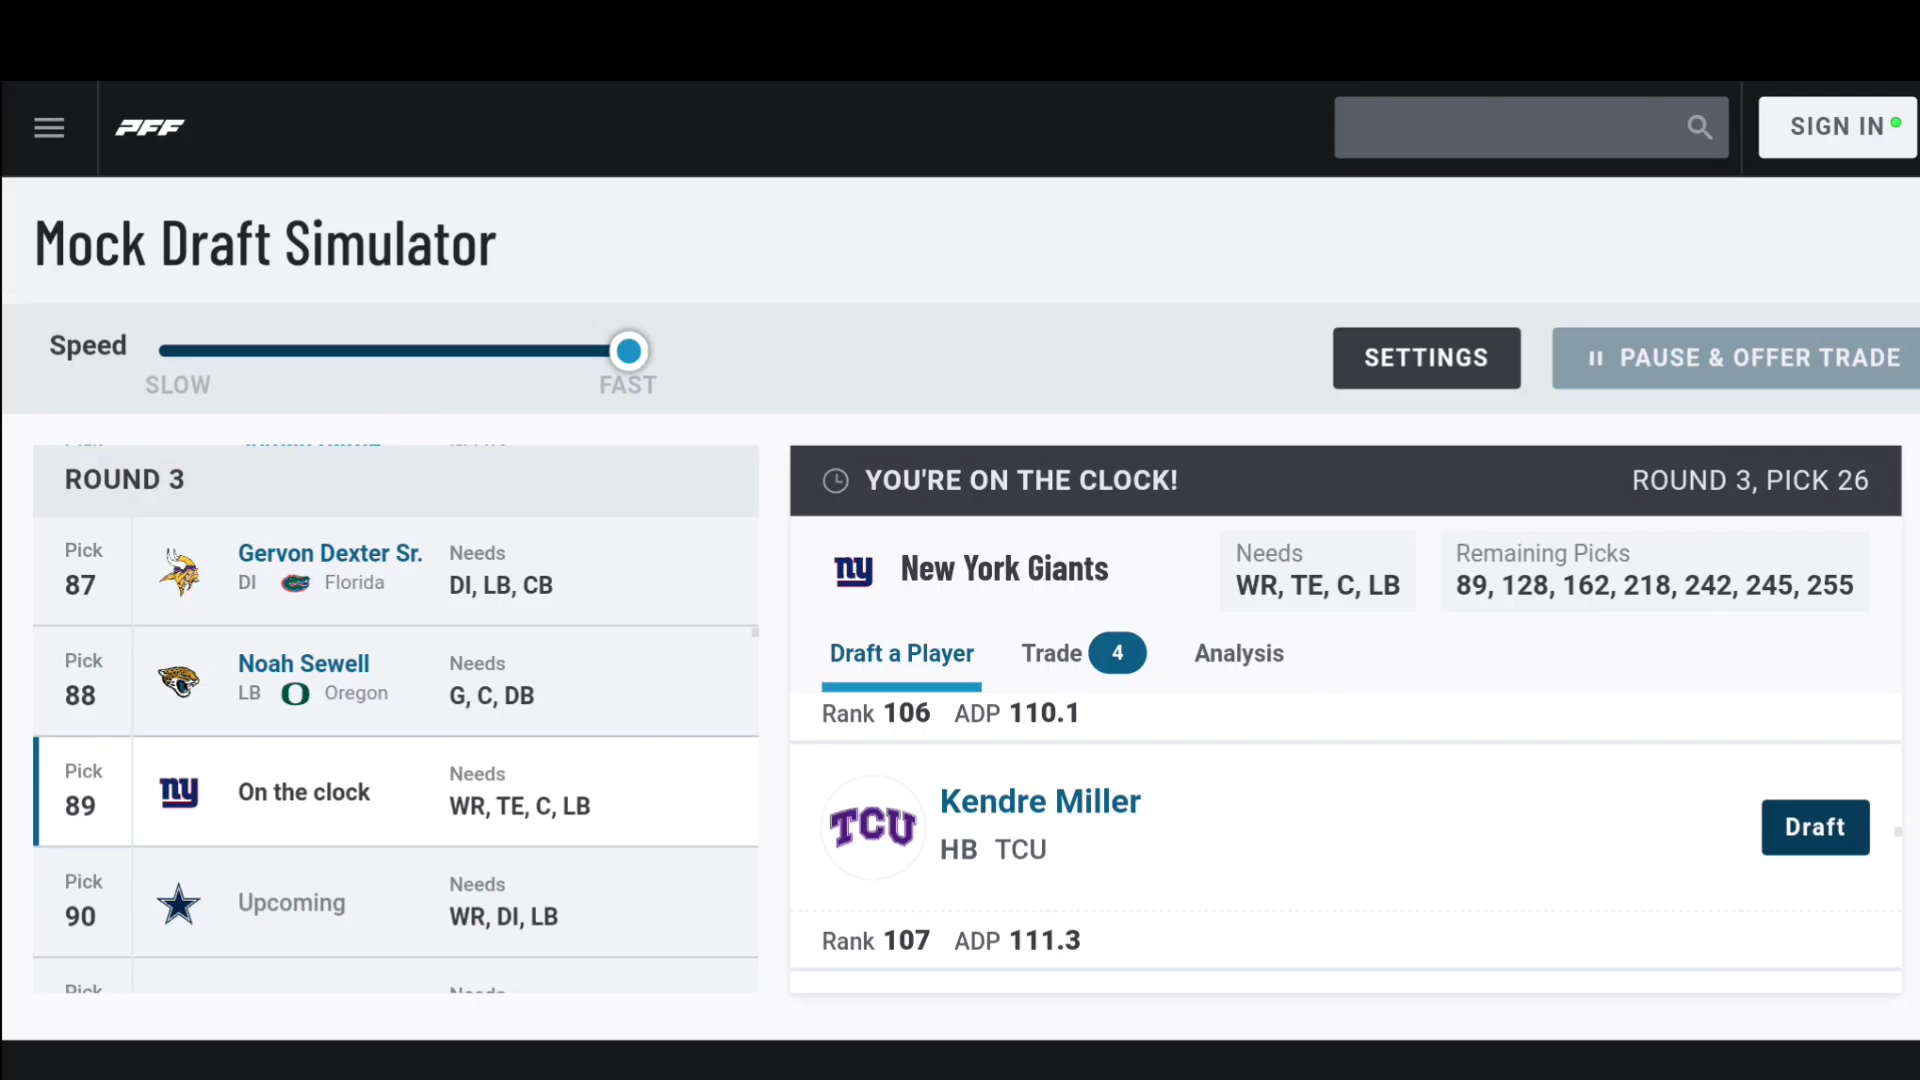 PFF
SIGN IN
Mock Draft Simulator
Speed
SLOW
FAST
SETTINGS
PAUSE & OFFER TRADE
ROUND 3
Pick
87
Gervon Dexter Sr.
DI Florida
Needs
DI, LB, CB
Pick
88
Noah Sewell
LB Oregon
Needs
G, C, DB
Pick
89
ny
On the clock
Needs
WR, TE, C, LB
Pick
90
Upcoming
Needs
WR, DI, LB
Pick
Needs
YOU'RE ON THE CLOCK!
ROUND 3, PICK 26
ny
New York Giants
Needs
WR, TE, C, LB
Remaining Picks
89, 128, 162, 218, 242, 245, 255
Draft a Player
Trade 4
Analysis
Rank 106 ADP 110.1
TCU
Kendre Miller
HB TCU
Draft
Rank 107 ADP 111.3